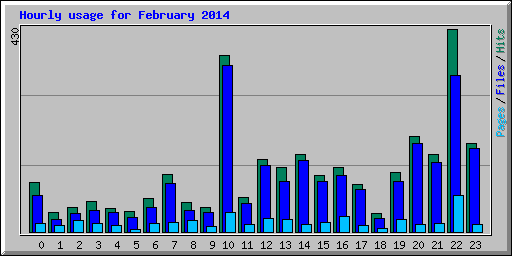 Hourly usage for February 2014
430
Pages / Files / Hits
0 1 2 3 4 5 6 7 8 9 10 11 12 13 14 15 16 17 18 19 20 21 22 23